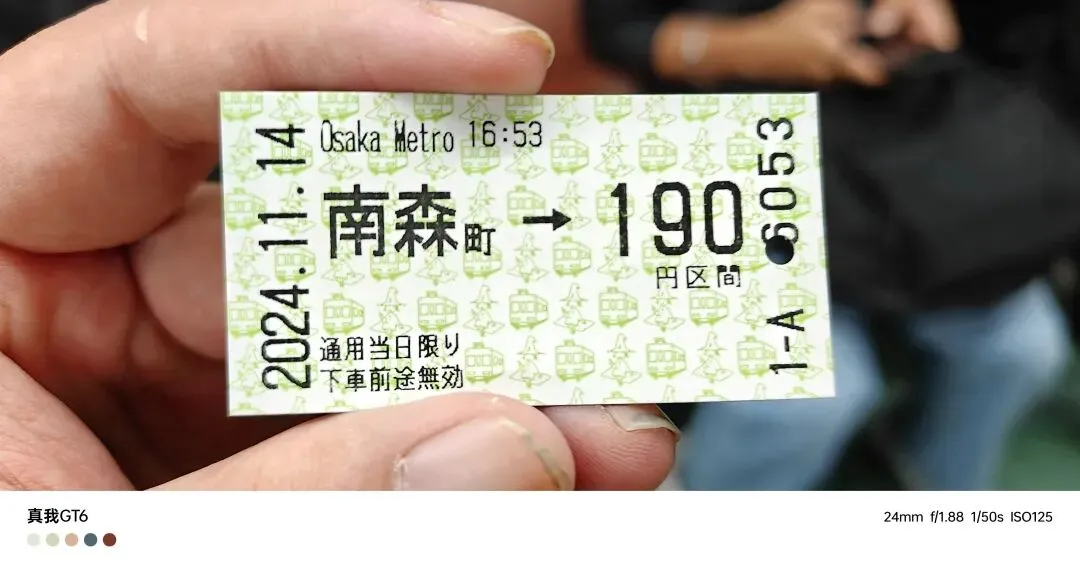 2024.11.14
Osaka Metro 16:53
南森町 → 190
円区間
通用当日限り
下車前途無効
6053
1-A
真我GT6
24mm f/1.88 1/50s ISO125